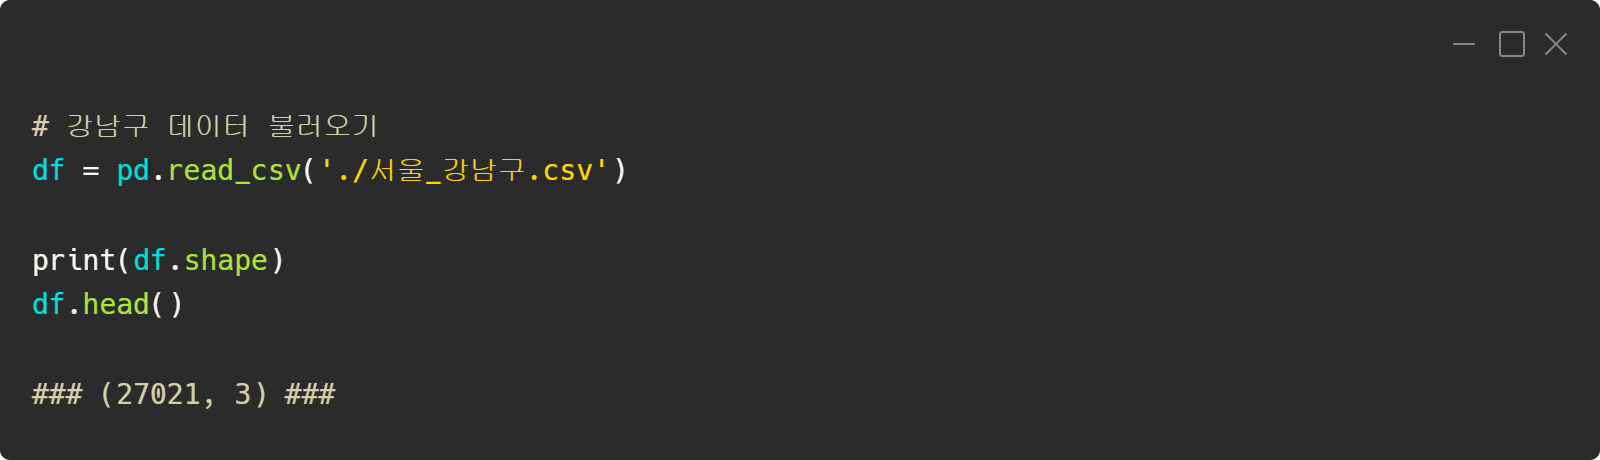 # 강남구 데이터 불러오기
df = pd.read_csv('./서울_강남구.csv')
print(df.shape)
df.head()
### (27021, 3) ###